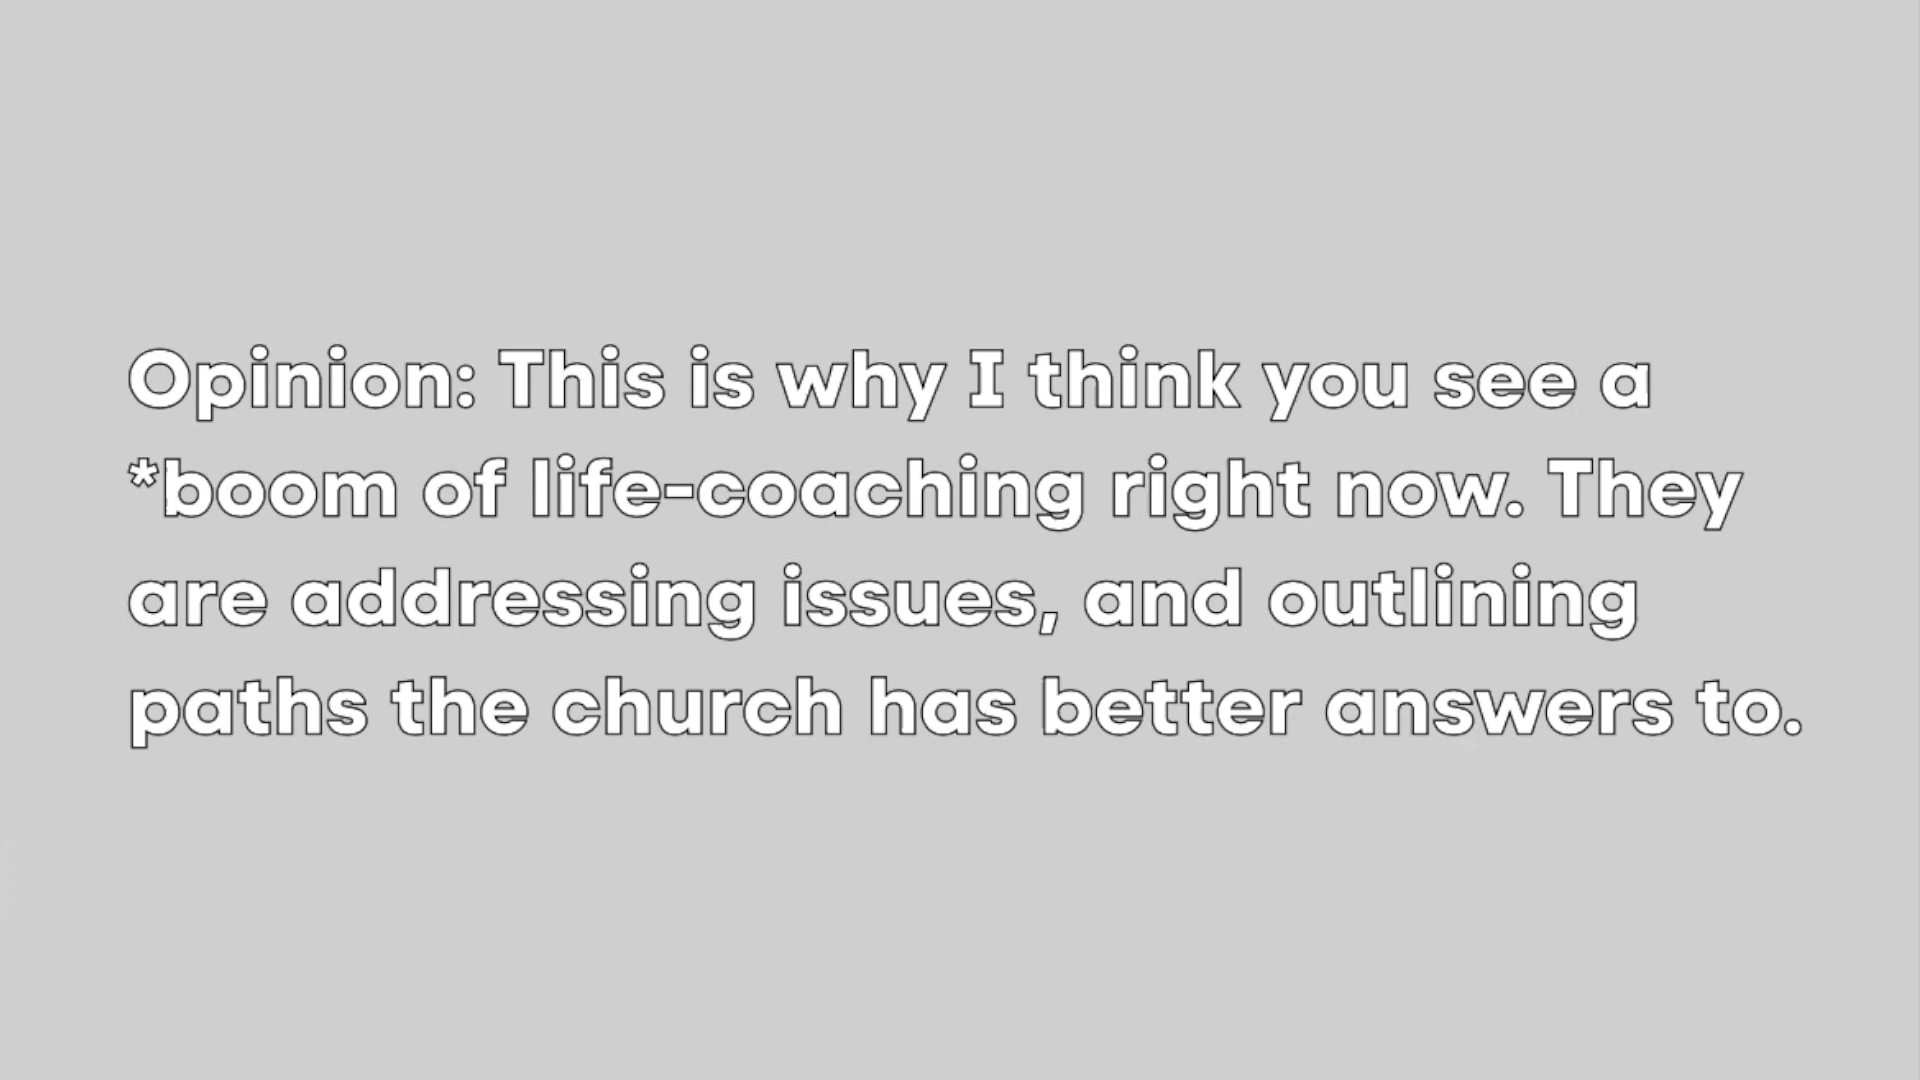 Opinion: This is why I think you see a
*boom of life-coaching right now. They
are addressing issues, and outlining
paths the church has better answers to.